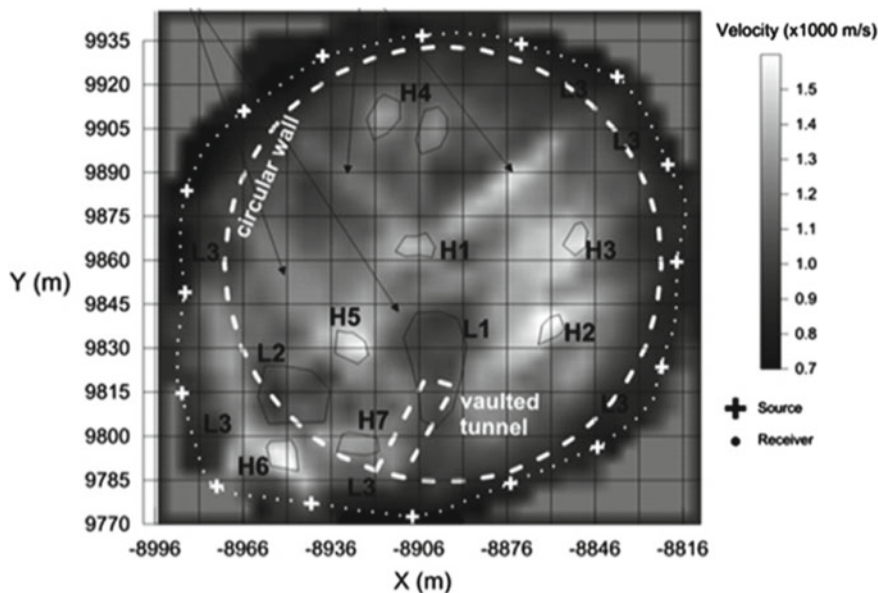 Velocity (x1000 m/s)
1.5
1.4
1.3
1.2
1.1
1.0
0.9
0.8
0.7
Source
Receiver
Y (m)
9935
9920
9905
9890
9875
9860
9845
9830
9815
9800
9785
9770
-8996
-8966
-8936
-8906
-8876
-8846
-8816
X (m)
circular wall
H4
L3
L3
L3
H1
H3
H5
L1
H2
L2
vaulted
tunnel
L3
L3
H7
H6
L3